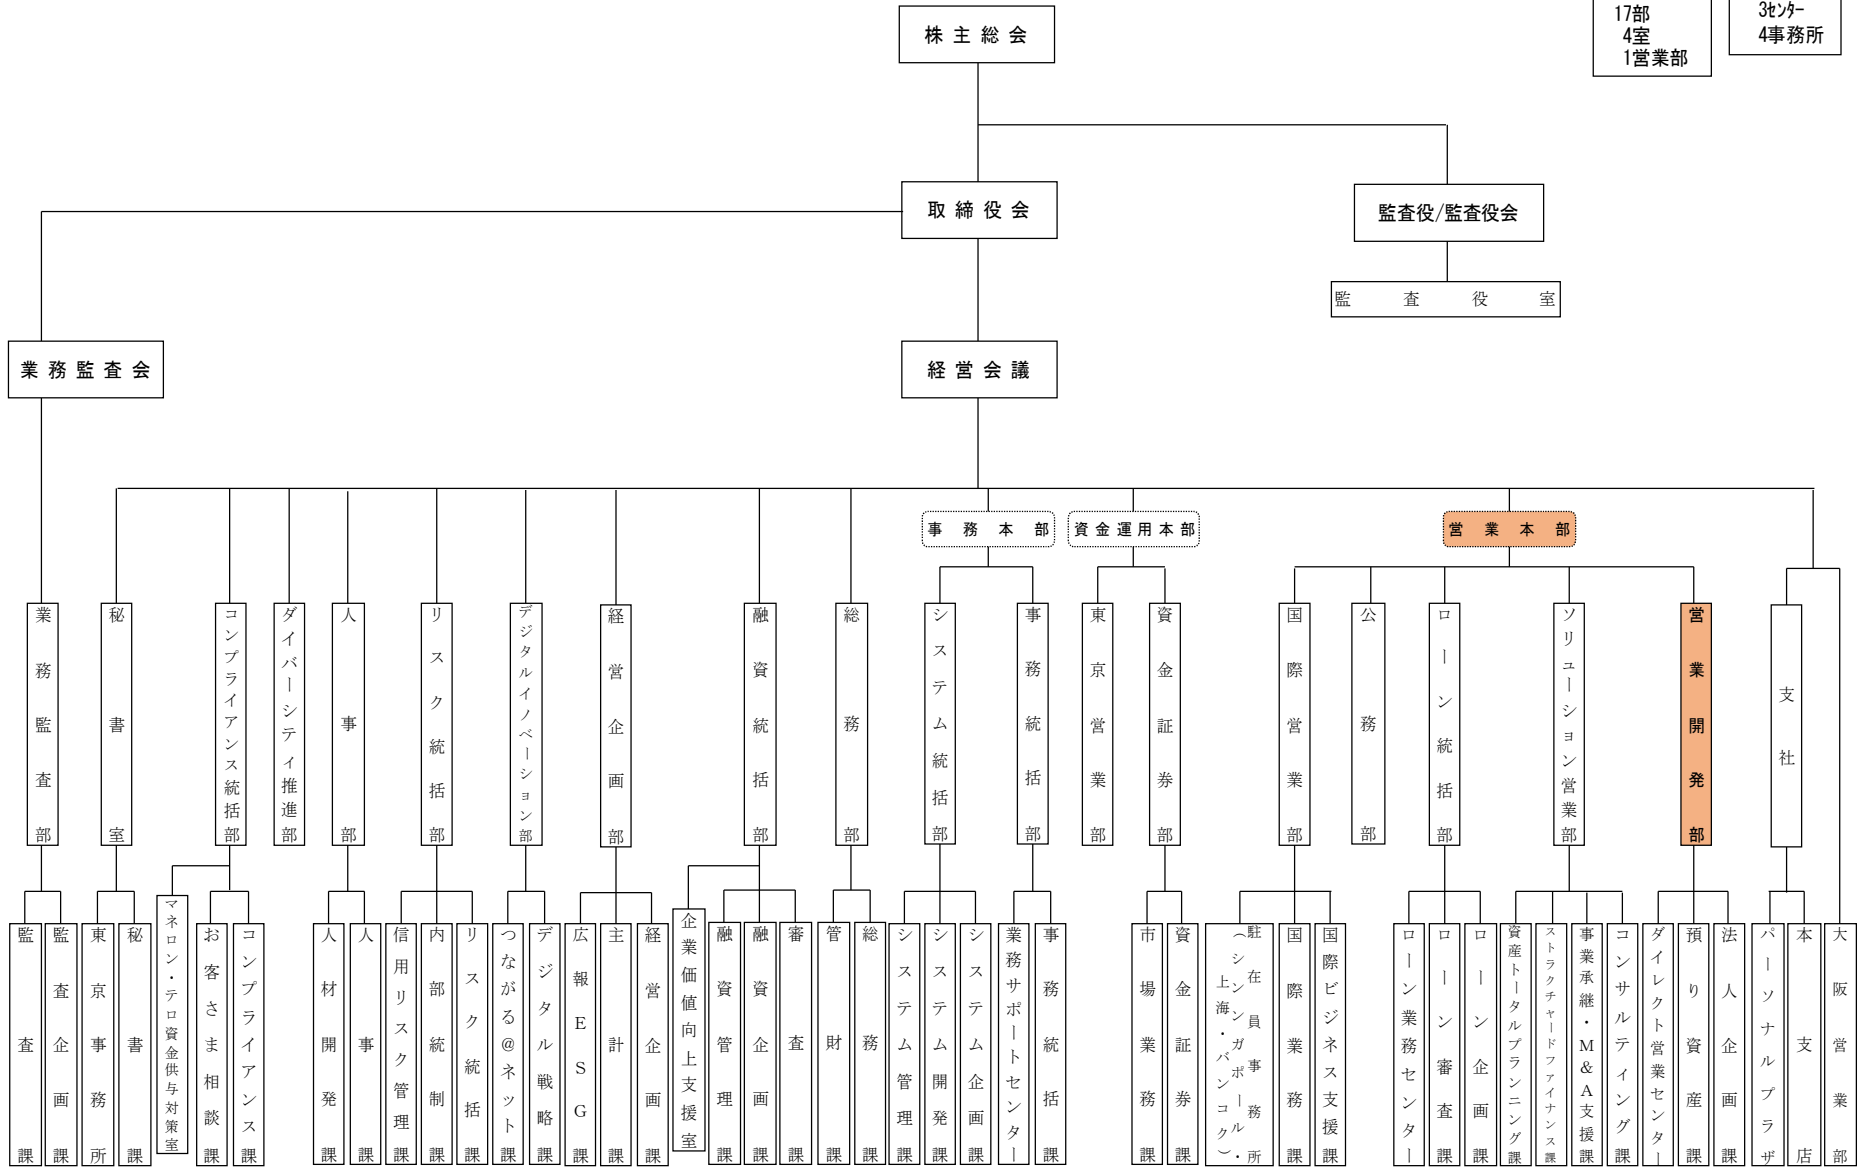 株主総会
17部
4室
1営業部
3センター
4事務所
取締役会
監査役/監査役会
監査役室
業務監査会
経営会議
事務本部
資金運用本部
営業本部
業務監査部
秘書室
コンプライアンス統括部
ダイバーシティ推進部
人事部
リスク統括部
デジタルイノベーション部
経営企画部
融資統括部
総務部
システム統括部
事務統括部
東京営業部
資金証券部
国際営業部
公務部
ローン統括部
ソリューション営業部
営業開発部
支社
監査課
監査企画課
東京事務所
秘書課
マネロン・テロ資金供与対策室
お客さま相談課
コンプライアンス課
人材開発課
人事課
信用リスク管理課
内部統制課
リスク統括課
つながる@ネット課
デジタル戦略課
広報ESG課
主計課
経営企画課
企業価値向上支援室
融資管理課
融資企画課
審査課
管財課
総務課
システム管理課
システム開発課
システム企画課
業務サポートセンター
事務統括課
市場業務課
資金証券課
駐在員事務所
(シンンガポール・
上海・バンコク)
国際業務課
国際ビジネス支援課
ローン業務センター
ローン審査課
ローン企画課
資産トータルプランニング課
ストラクチャードファイナンス課
事業承継・M&A支援課
コンサルティング課
ダイレクト営業センター
預り資産課
法人企画課
パーソナルプラザ
本支店
大阪営業部